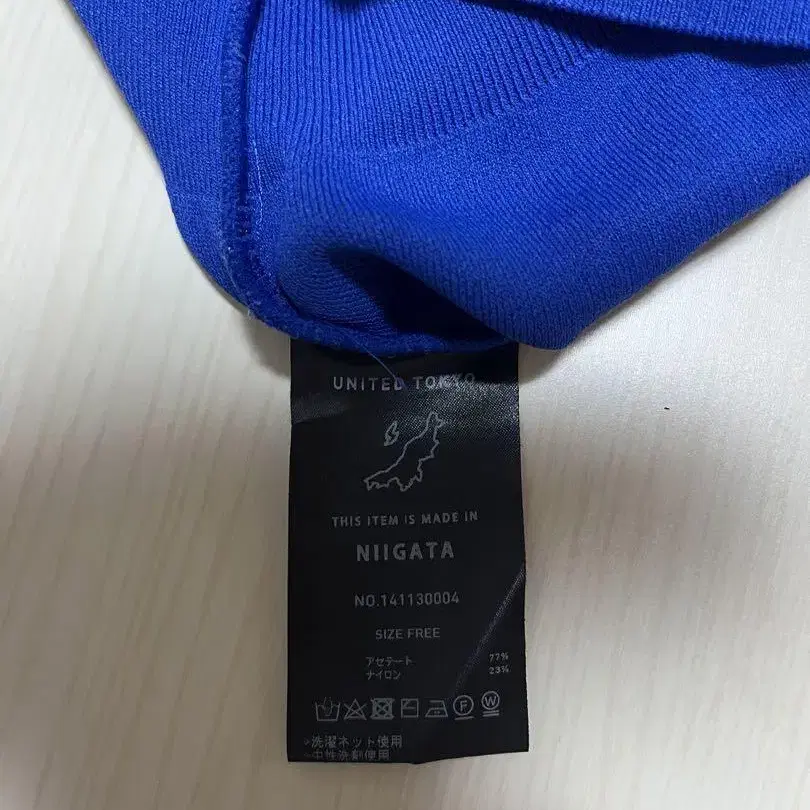 UNITED TOKYO
THIS ITEM IS MADE IN
NIIGATA
NO.141130004
SIZE FREE
アセテート 77%
ナイロン 23%
F W
・洗濯ネット使用
・中性洗剤使用